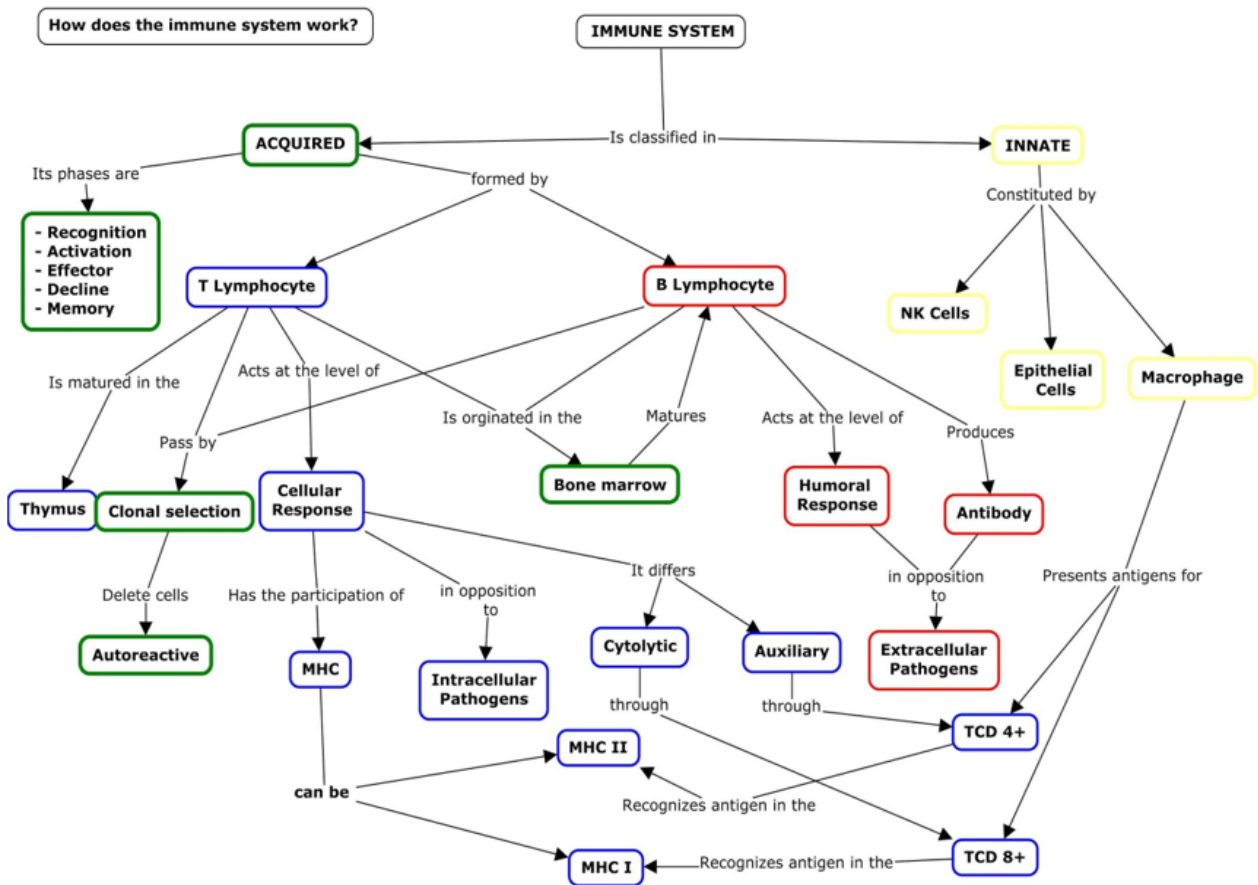 How does the immune system work?
IMMUNE SYSTEM
Is classified in
ACQUIRED
INNATE
Its phases are
formed by
Constituted by
- Recognition
- Activation
- Effector
- Decline
- Memory
T Lymphocyte
B Lymphocyte
NK Cells
Epithelial
Cells
Macrophage
Is matured in the
Acts at the level of
Pass by
Is orginated in the
Matures
Acts at the level of
Produces
Thymus
Clonal selection
Cellular
Response
Bone marrow
Humoral
Response
Antibody
Delete cells
Has the participation of
in opposition
to
It differs
in opposition
to
Presents antigens for
Autoreactive
MHC
Intracellular
Pathogens
Cytolytic
Auxiliary
Extracellular
Pathogens
through
through
TCD 4+
MHC II
can be
Recognizes antigen in the
MHC I
Recognizes antigen in the
TCD 8+